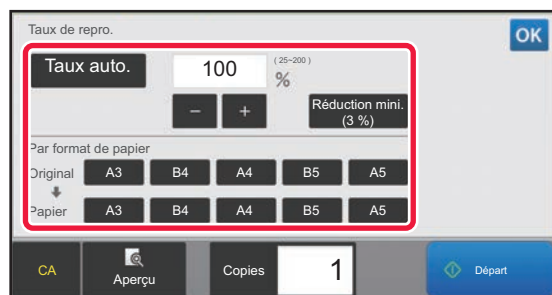 Taux de repro.
OK
Taux auto.
100
(25~200)
%
−
+
Réduction mini.
(3 %)
Par format de papier
Original
A3 B4 A4 B5 A5
Papier
A3 B4 A4 B5 A5
CA
Aperçu
Copies
1
Départ